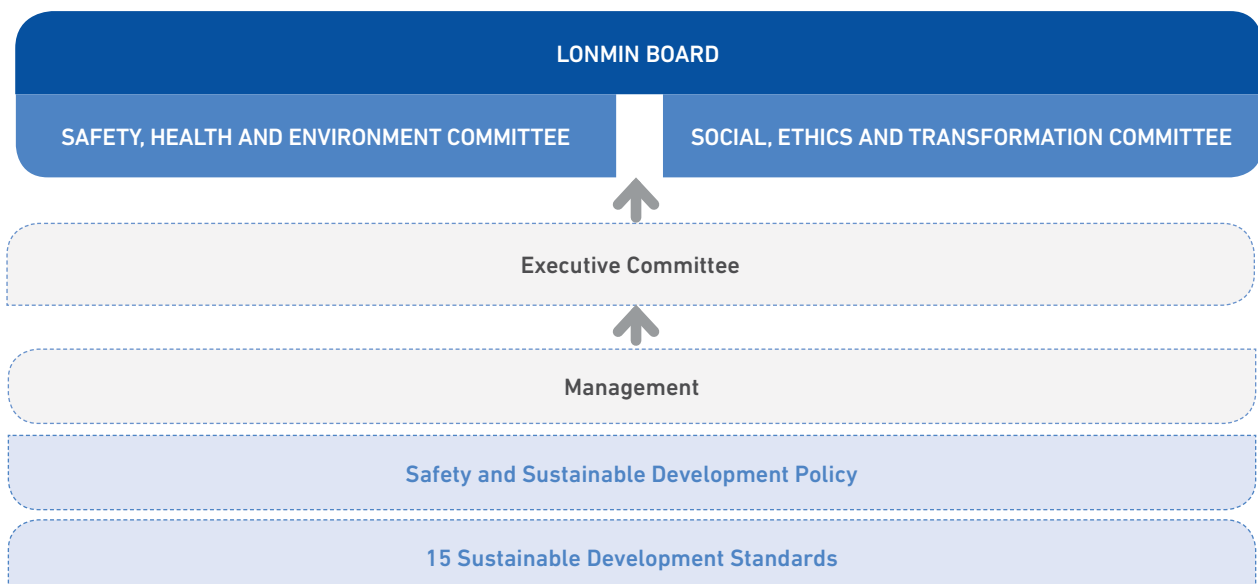 LONMIN BOARD
SAFETY, HEALTH AND ENVIRONMENT COMMITTEE
SOCIAL, ETHICS AND TRANSFORMATION COMMITTEE
Executive Committee
Management
Safety and Sustainable Development Policy
15 Sustainable Development Standards